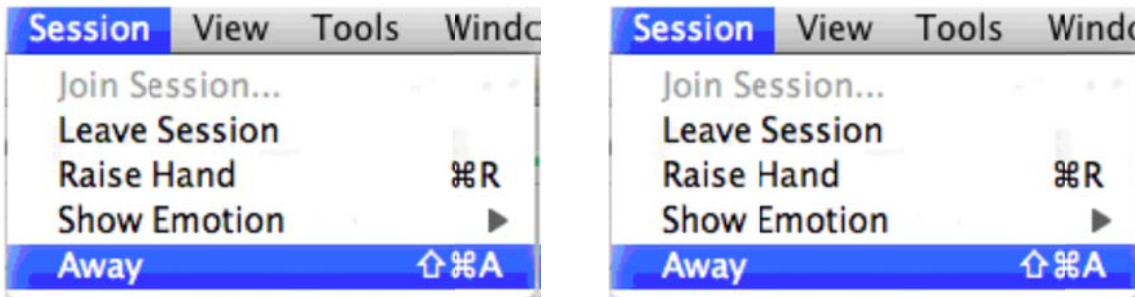 Session View Tools Windo
Join Session...
Leave Session
Raise Hand ⌘R
Show Emotion ▶
Away ⇧⌘A
Session View Tools Windo
Join Session...
Leave Session
Raise Hand ⌘R
Show Emotion ▶
Away ⇧⌘A